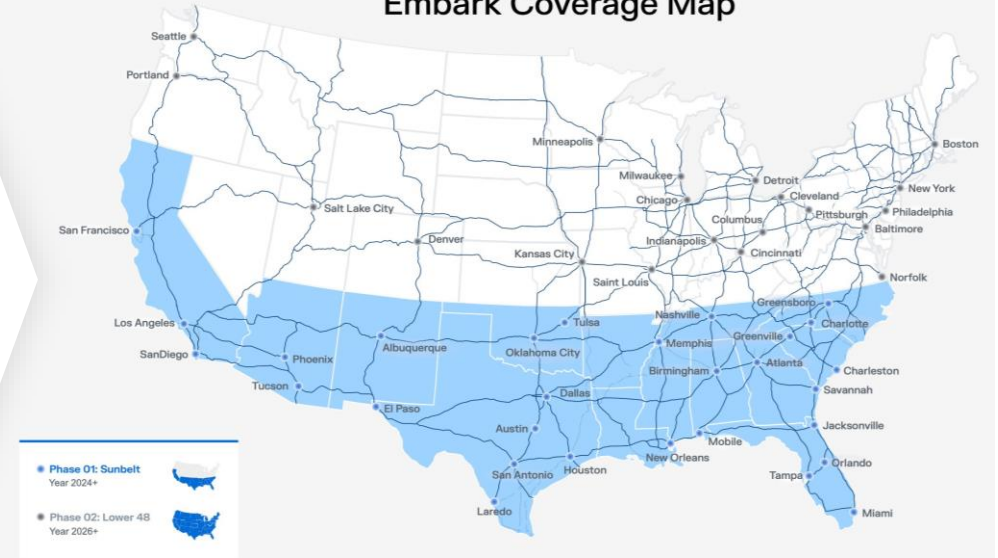 Embark Coverage Map
Seattle
Portland
Minneapolis
Boston
Milwaukee
Detroit
Chicago
Cleveland
New York
Salt Lake City
Columbus
Pittsburgh
Philadelphia
San Francisco
Denver
Indianapolis
Baltimore
Kansas City
Cincinnati
Saint Louis
Norfolk
Greensboro
Los Angeles
Tulsa
Nashville
Charlotte
SanDiego
Phoenix
Albuquerque
Oklahoma City
Memphis
Greenville
Birmingham
Atlanta
Charleston
Tucson
Dallas
Savannah
El Paso
Austin
Mobile
Jacksonville
New Orleans
San Antonio
Houston
Orlando
Tampa
Laredo
Miami
Phase 01: Sunbelt
Year 2024+
Phase 02: Lower 48
Year 2026+